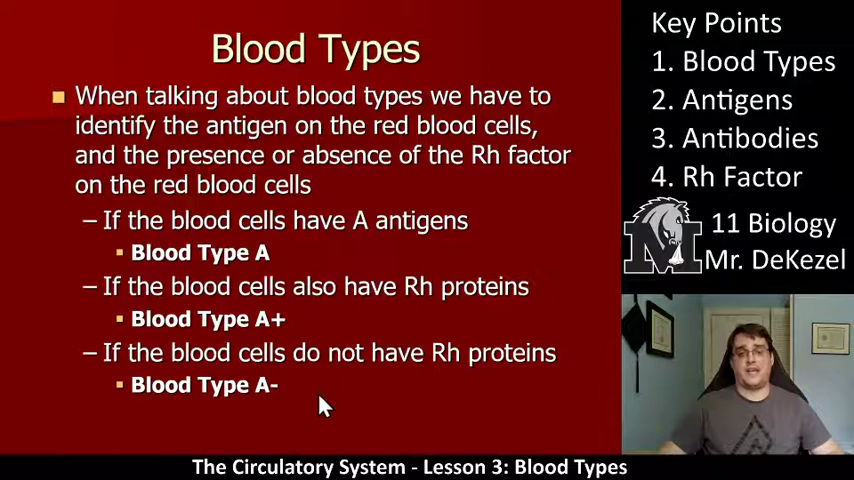 Blood Types
When talking about blood types we have to
identify the antigen on the red blood cells,
and the presence or absence of the Rh factor
on the red blood cells
– If the blood cells have A antigens
Blood Type A
– If the blood cells also have Rh proteins
Blood Type A+
– If the blood cells do not have Rh proteins
Blood Type A-
Key Points
1. Blood Types
2. Antigens
3. Antibodies
4. Rh Factor
M
11 Biology
Mr. DeKezel
The Circulatory System - Lesson 3: Blood Types